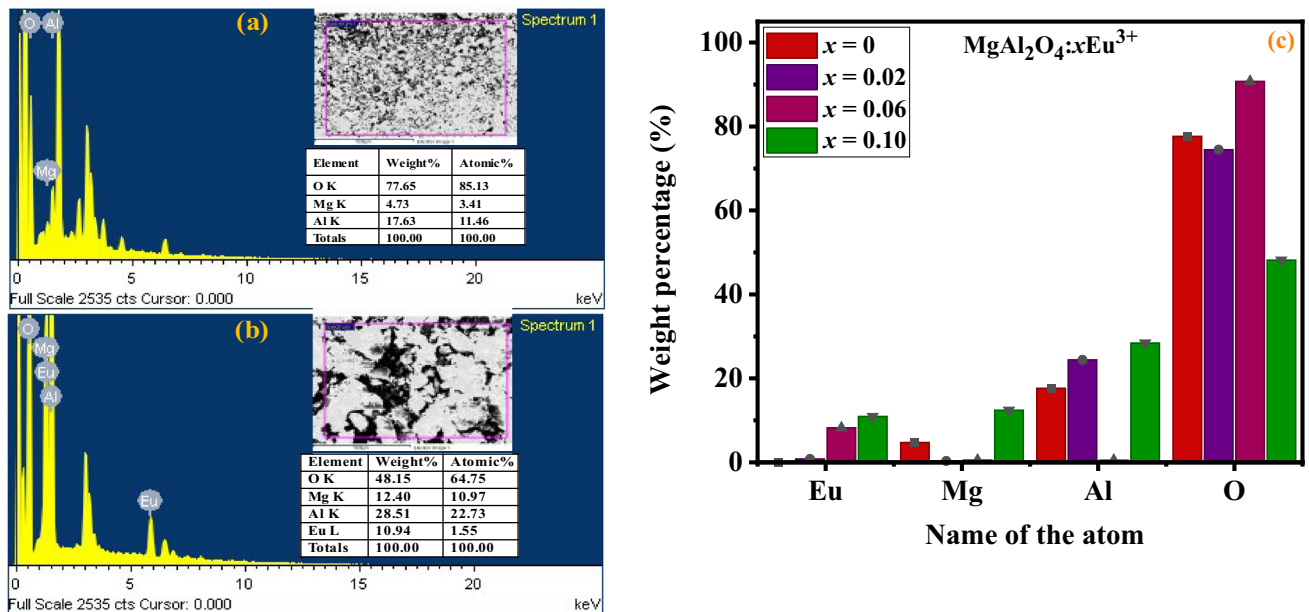 (a)
Spectrum 1
O Al
Mg
Element Weight% Atomic%
O K 77.65 85.13
Mg K 4.73 3.41
Al K 17.63 11.46
Totals 100.00 100.00
0 5 10 15 20
Full Scale 2535 cts Cursor: 0.000 keV
(b)
Spectrum 1
O
Mg
Eu
Al
Eu
Element Weight% Atomic%
O K 48.15 64.75
Mg K 12.40 10.97
Al K 28.51 22.73
Eu L 10.94 1.55
Totals 100.00 100.00
0 5 10 15 20
Full Scale 2535 cts Cursor: 0.000 keV
(c)
MgAl₂O₄:xEu³⁺
x = 0
x = 0.02
x = 0.06
x = 0.10
Weight percentage (%)
100
80
60
40
20
0
Eu Mg Al O
Name of the atom